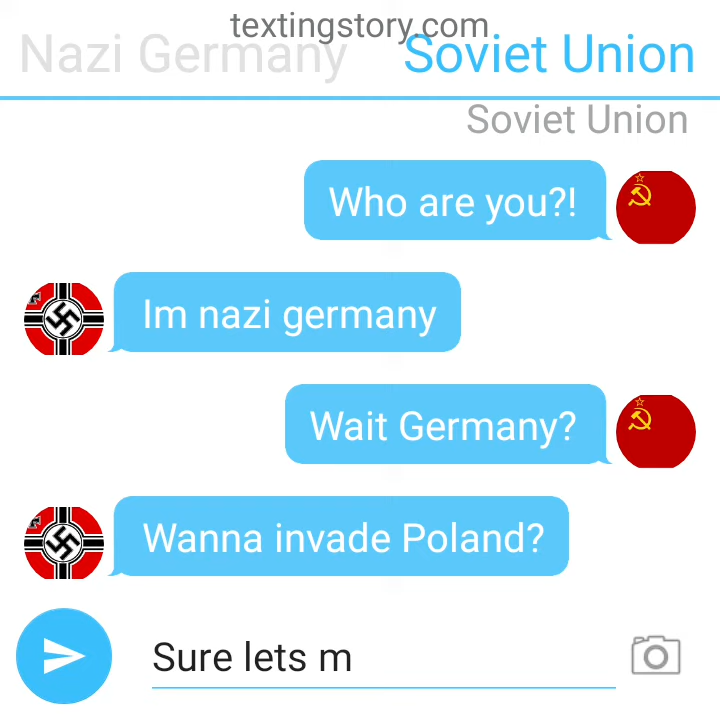 textingstory.com
Nazi Germany Soviet Union
Soviet Union
Who are you?!
Im nazi germany
Wait Germany?
Wanna invade Poland?
Sure lets m